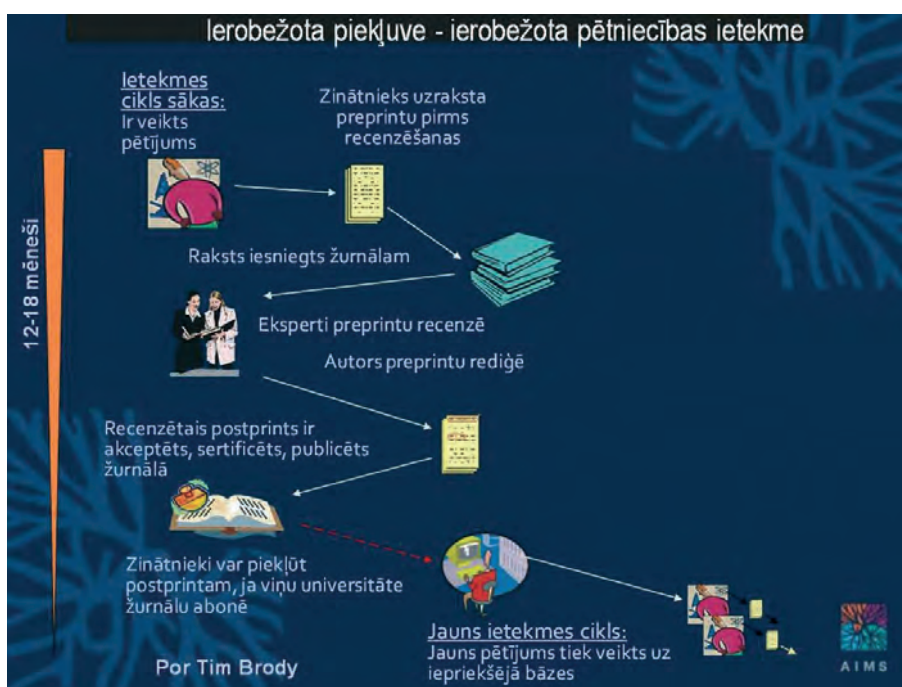 Ierobežota piekļuve - ierobežota pētniecības ietekme
Ietekmes
cikls sākas:
Ir veikts
pētījums
Zinātnieks uzraksta
preprintu pirms
recenzēšanas
12-18 mēneši
Raksts iesniegts žurnālam
Eksperti preprintu recenzē
Autors preprintu rediģē
Recenzētais postprints ir
akceptēts, sertificēts, publicēts
žurnālā
Zinātnieki var piekļūt
postprintam, ja viņu universitāte
žurnālu abonē
Jauns ietekmes cikls:
Jauns pētījums tiek veikts uz
iepriekšējā bāzes
Por Tim Brody
AIMS